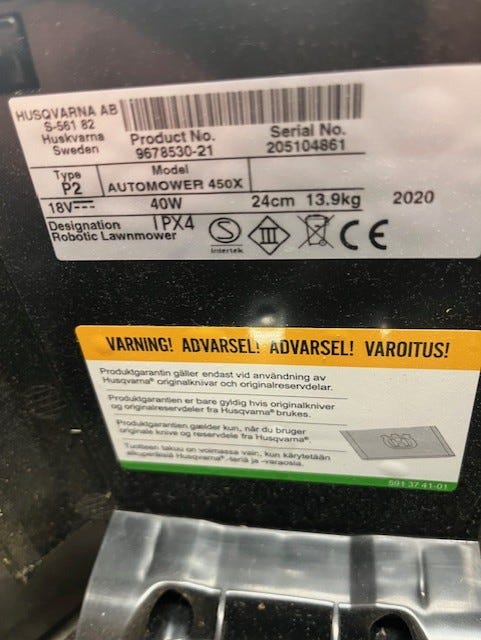 HUSQVARNA AB
S-561 82
Huskvarna
Sweden
Product No.
9678530-21
Serial No.
205104861
Type
P2
Model
AUTOMOWER 450X
18V 40W 24cm 13.9kg 2020
Designation IPX4
Robotic Lawnmower
S
Intertek
III
CE
VARNING! ADVARSEL! ADVARSEL! VAROITUS!
Produktgarantin gäller endast vid användning av
Husqvarna® originalknivar och originalreservdelar.
Produktgarantien er bare gyldig hvis originalkniver
og originalreservdeler fra Husqvarna® brukes.
Produktgarantien gælder kun, når du bruger
originale knive og reservdele fra Husqvarna®.
Tuotteen takuu on voimassa vain, kun käytetään
alkuperäisiä Husqvarna® -teriä ja -varaosia.
591 37 41-01